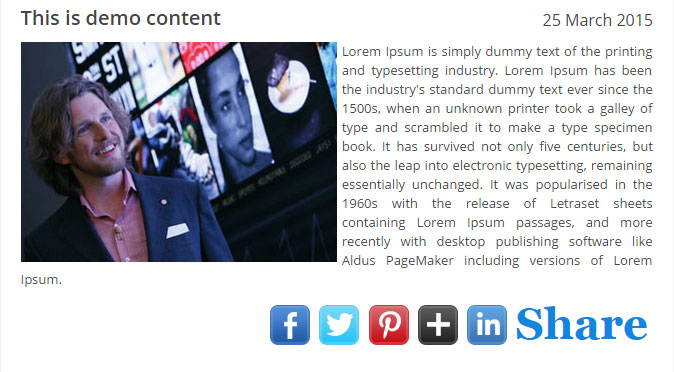 This is demo content
25 March 2015
Lorem Ipsum is simply dummy text of the printing
and typesetting industry. Lorem Ipsum has been
the industry's standard dummy text ever since the
1500s, when an unknown printer took a galley of
type and scrambled it to make a type specimen
book. It has survived not only five centuries, but
also the leap into electronic typesetting, remaining
essentially unchanged. It was popularised in the
1960s with the release of Letraset sheets
containing Lorem Ipsum passages, and more
recently with desktop publishing software like
Aldus PageMaker including versions of Lorem
Ipsum.
f in Share